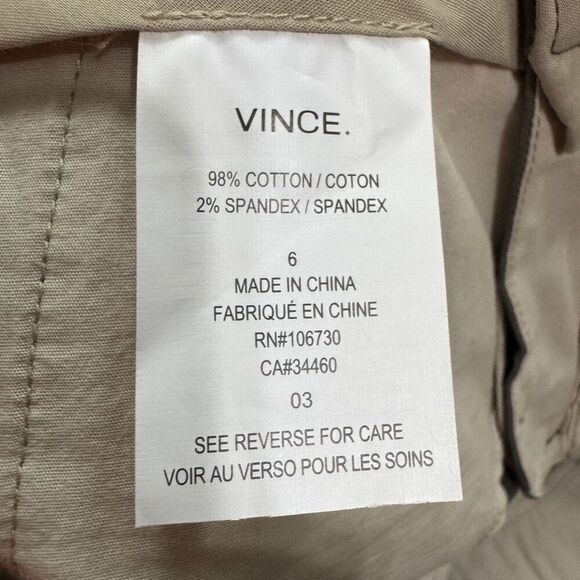 VINCE.
98% COTTON / COTON
2% SPANDEX / SPANDEX
6
MADE IN CHINA
FABRIQUÉ EN CHINE
RN#106730
CA#34460
03
SEE REVERSE FOR CARE
VOIR AU VERSO POUR LES SOINS